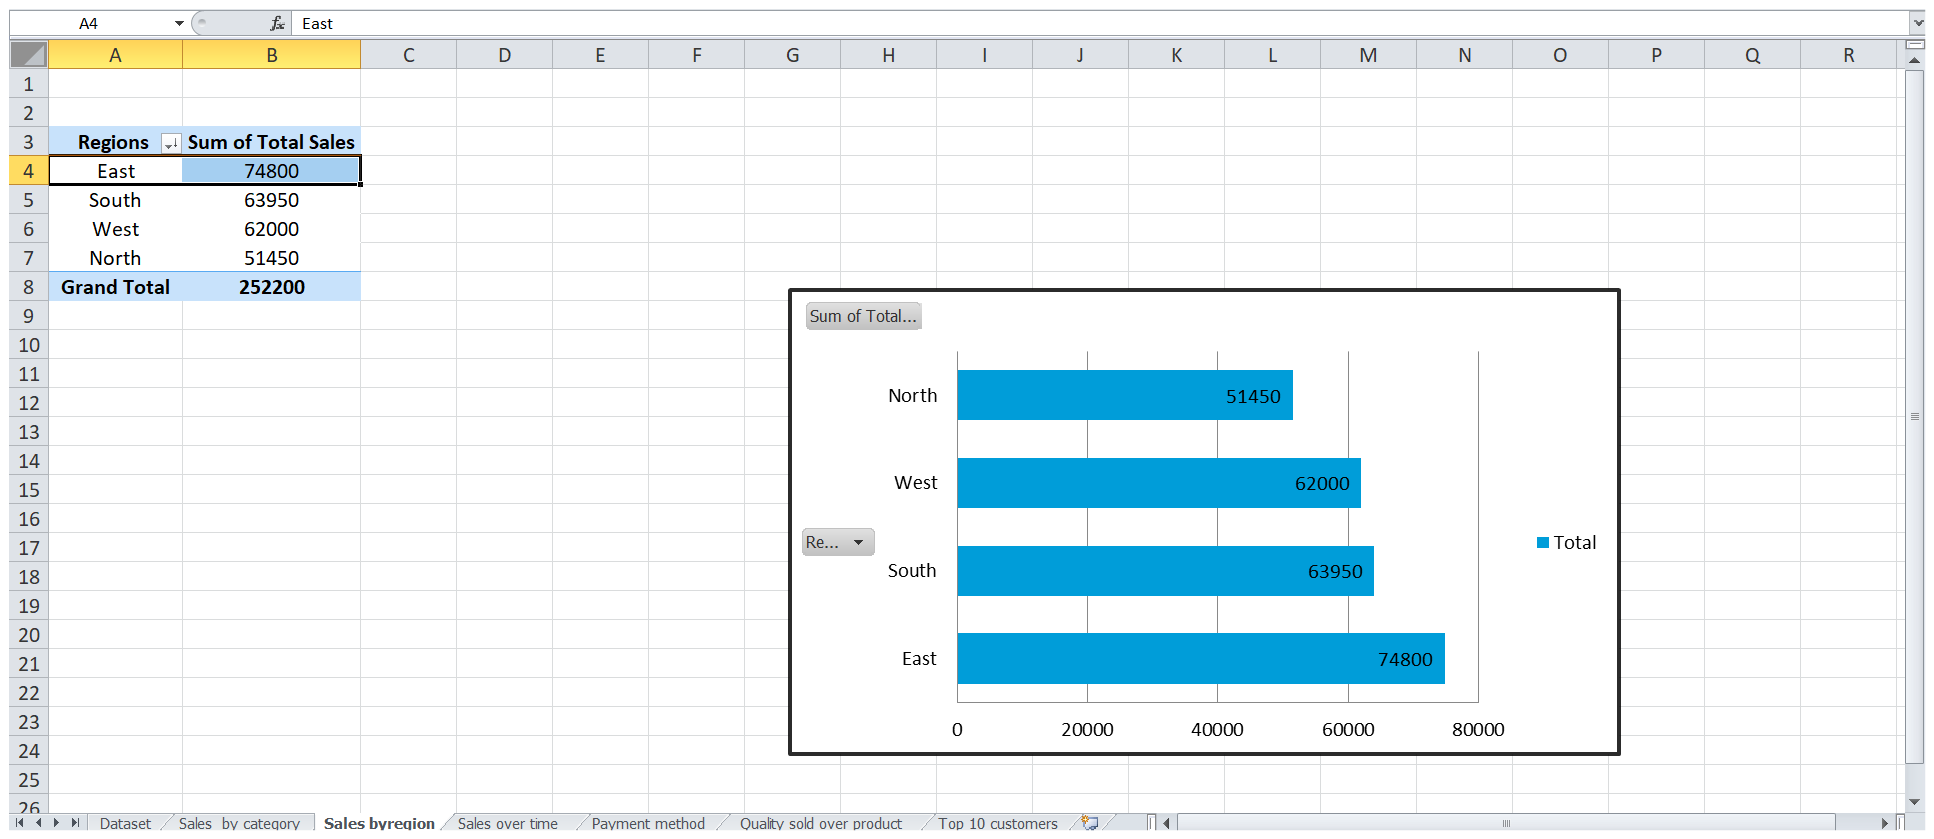 A4 fx East
A B C D E F G H I J K L M N O P Q R
1
2
3 Regions Sum of Total Sales
4 East 74800
5 South 63950
6 West 62000
7 North 51450
8 Grand Total 252200
9
10
11
12
13
14
15
16
17
18
19
20
21
22
23
24
25
26
Sum of Total...
North 51450
West 62000
Re...
South 63950
East 74800
Total
0 20000 40000 60000 80000
Dataset Sales by category Sales byregion Sales over time Payment method Quality sold over product Top 10 customers